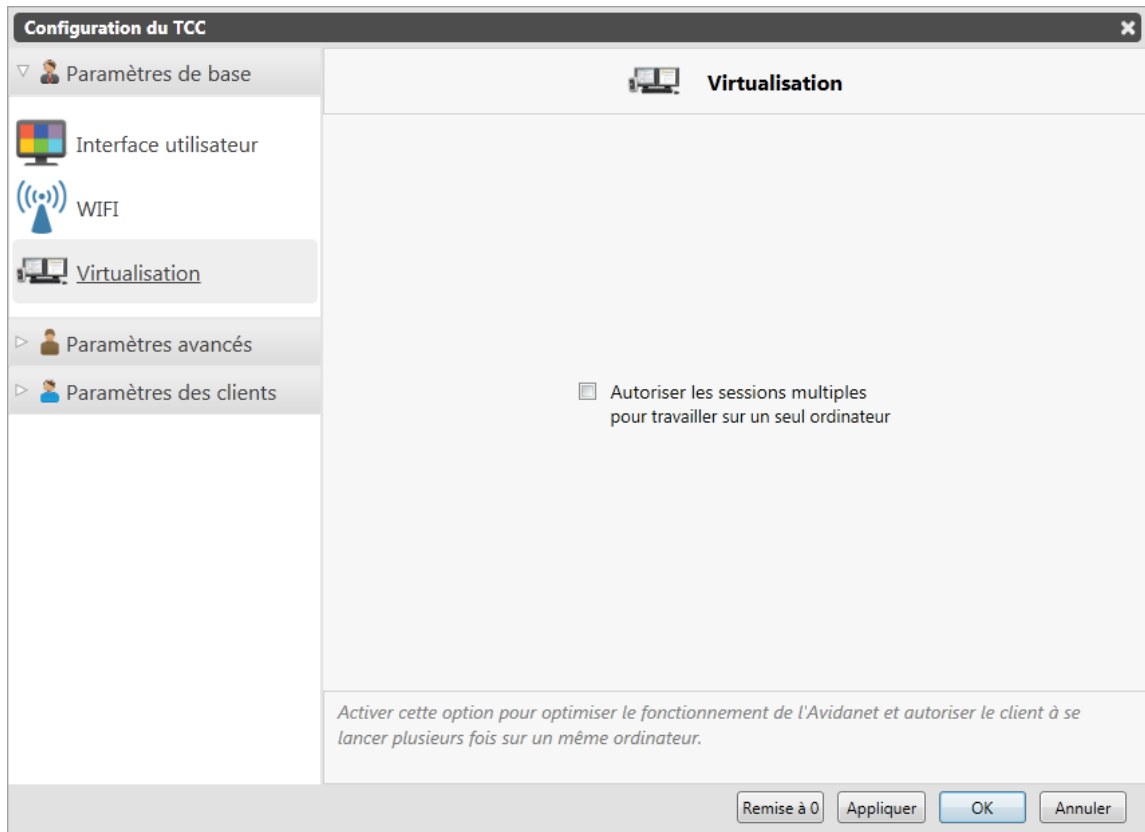 Configuration du TCC
Paramètres de base
Interface utilisateur
WIFI
Virtualisation
Paramètres avancés
Paramètres des clients
Virtualisation
Autoriser les sessions multiples
pour travailler sur un seul ordinateur
Activer cette option pour optimiser le fonctionnement de l'Avidanet et autoriser le client à se
lancer plusieurs fois sur un même ordinateur.
Remise à 0 Appliquer OK Annuler